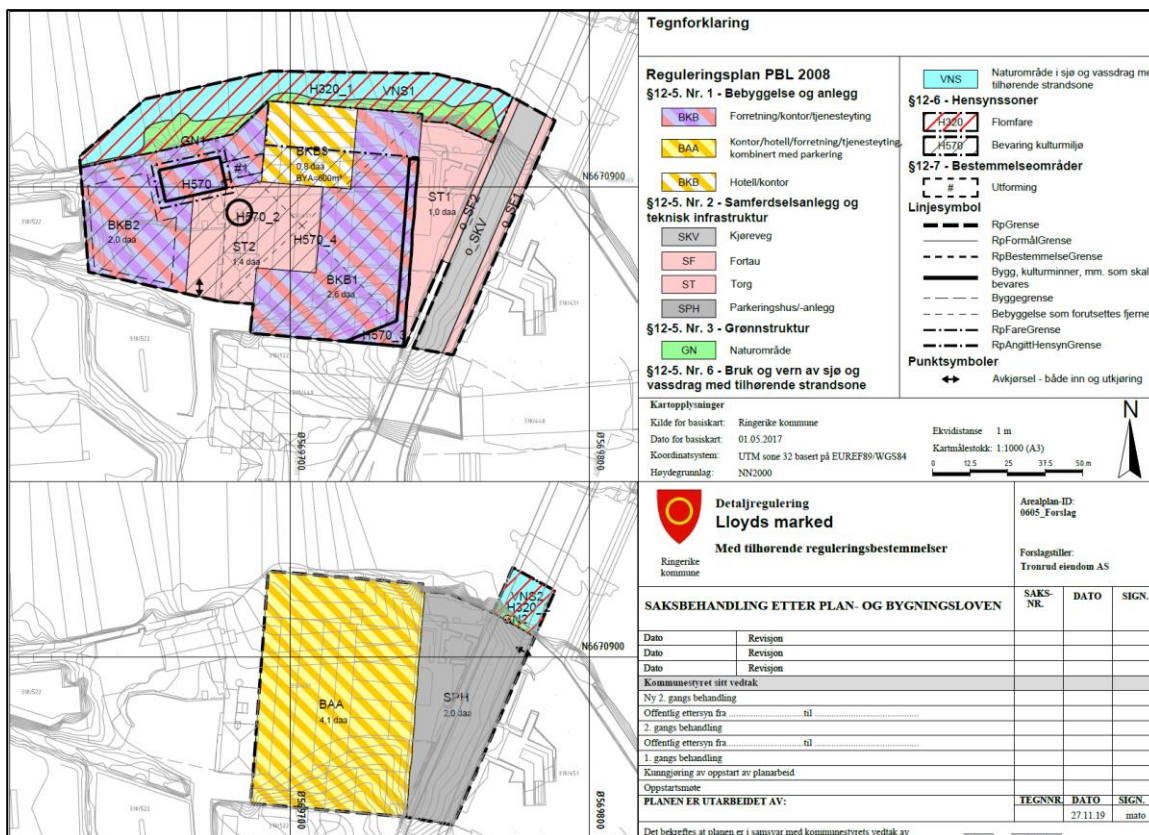 H320_1
VNS1
GN1
BKB3
0,8 daa
BYA=600m²
#1
H570
H570_2
ST1
1,0 daa
o_SF2
o_SKV
o_SF1
N6670900
BKB2
2,0 daa
ST2
1,4 daa
H570_4
BKB1
2,6 daa
H570_3
Ø569700
Ø569800
VNS2
H320_2
GN2
N6670900
BAA
4,1 daa
SPH
2,0 daa
Ø569700
Ø569800
Tegnforklaring
Reguleringsplan PBL 2008
§12-5. Nr. 1 - Bebyggelse og anlegg
BKB Forretning/kontor/tjenesteyting
BAA Kontor/hotell/forretning/tjenesteyting,
kombinert med parkering
BKB Hotell/kontor
§12-5. Nr. 2 - Samferdselsanlegg og
teknisk infrastruktur
SKV Kjøreveg
SF Fortau
ST Torg
SPH Parkeringshus/-anlegg
§12-5. Nr. 3 - Grønnstruktur
GN Naturområde
§12-5. Nr. 6 - Bruk og vern av sjø og
vassdrag med tilhørende strandsone
VNS Naturområde i sjø og vassdrag me
tilhørende strandsone
§12-6 - Hensynssoner
H320 Flomfare
H570 Bevaring kulturmiljø
§12-7 - Bestemmelseområder
# Utforming
Linjesymbol
RpGrense
RpFormålGrense
RpBestemmelseGrense
Bygg, kulturminner, mm. som skal
bevares
Byggegrense
Bebyggelse som forutsettes fjerne
RpFareGrense
RpAngittHensynGrense
Punktsymboler
Avkjørsel - både inn og utkjøring
Kartopplysninger
Kilde for basiskart: Ringerike kommune
Dato for basiskart: 01.05.2017
Koordinatsystem: UTM sone 32 basert på EUREF89/WGS84
Høydegrunnlag: NN2000
Ekvidistanse 1 m
Kartmålestokk: 1:1000 (A3)
0 12.5 25 37.5 50 m
N
Ringerike
kommune
Detaljregulering
Lloyds marked
Med tilhørende reguleringsbestemmelser
Arealplan-ID:
0605_Forslag
Forslagstiller:
Tronrud eiendom AS
SAKSBEHANDLING ETTER PLAN- OG BYGNINGSLOVEN
SAKS-
NR.
DATO
SIGN.
Dato Revisjon
Dato Revisjon
Dato Revisjon
Kommunestyret sitt vedtak
Ny 2. gangs behandling
Offentlig ettersyn fra ............................til .......................................
2. gangs behandling
Offentlig ettersyn fra............................til .......................................
1. gangs behandling
Kunngjøring av oppstart av planarbeid
Oppstartsmøte
PLANEN ER UTARBEIDET AV:
TEGNNR. DATO SIGN.
27.11.19 mato
Det bekreftes at planen er i samsvar med kommunestyrets vedtak av